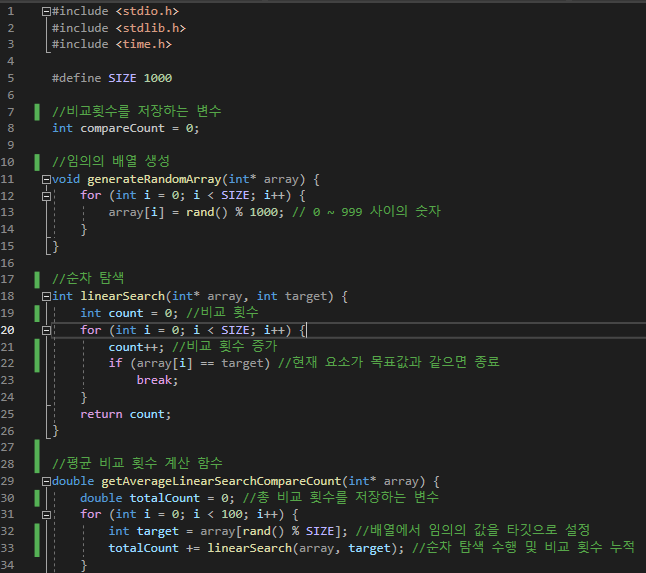 1 #include <stdio.h>
2 #include <stdlib.h>
3 #include <time.h>
4
5 #define SIZE 1000
6
7 //비교횟수를 저장하는 변수
8 int compareCount = 0;
9
10 //임의의 배열 생성
11 void generateRandomArray(int* array) {
12     for (int i = 0; i < SIZE; i++) {
13         array[i] = rand() % 1000; // 0 ~ 999 사이의 숫자
14     }
15 }
16
17 //순차 탐색
18 int linearSearch(int* array, int target) {
19     int count = 0; //비교 횟수
20     for (int i = 0; i < SIZE; i++) {
21         count++; //비교 횟수 증가
22         if (array[i] == target) //현재 요소가 목표값과 같으면 종료
23             break;
24     }
25     return count;
26 }
27
28 //평균 비교 횟수 계산 함수
29 double getAverageLinearSearchCompareCount(int* array) {
30     double totalCount = 0; //총 비교 횟수를 저장하는 변수
31     for (int i = 0; i < 100; i++) {
32         int target = array[rand() % SIZE]; //배열에서 임의의 값을 타깃으로 설정
33         totalCount += linearSearch(array, target); //순차 탐색 수행 및 비교 횟수 누적
34     }